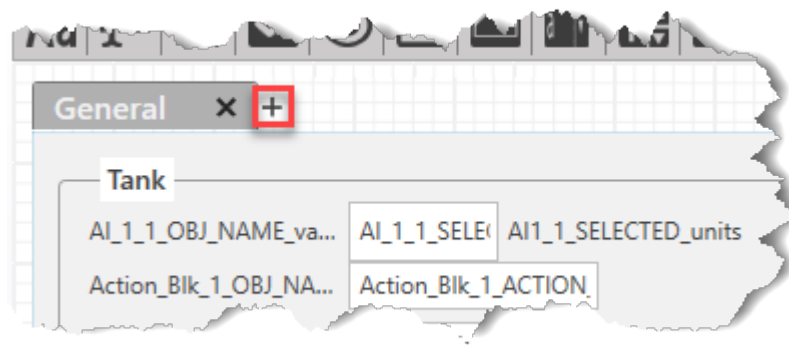 General × +
Tank
AI_1_1_OBJ_NAME_va... AI_1_1_SELE AI1_1_SELECTED_units
Action_Blk_1_OBJ_NA... Action_Blk_1_ACTION_